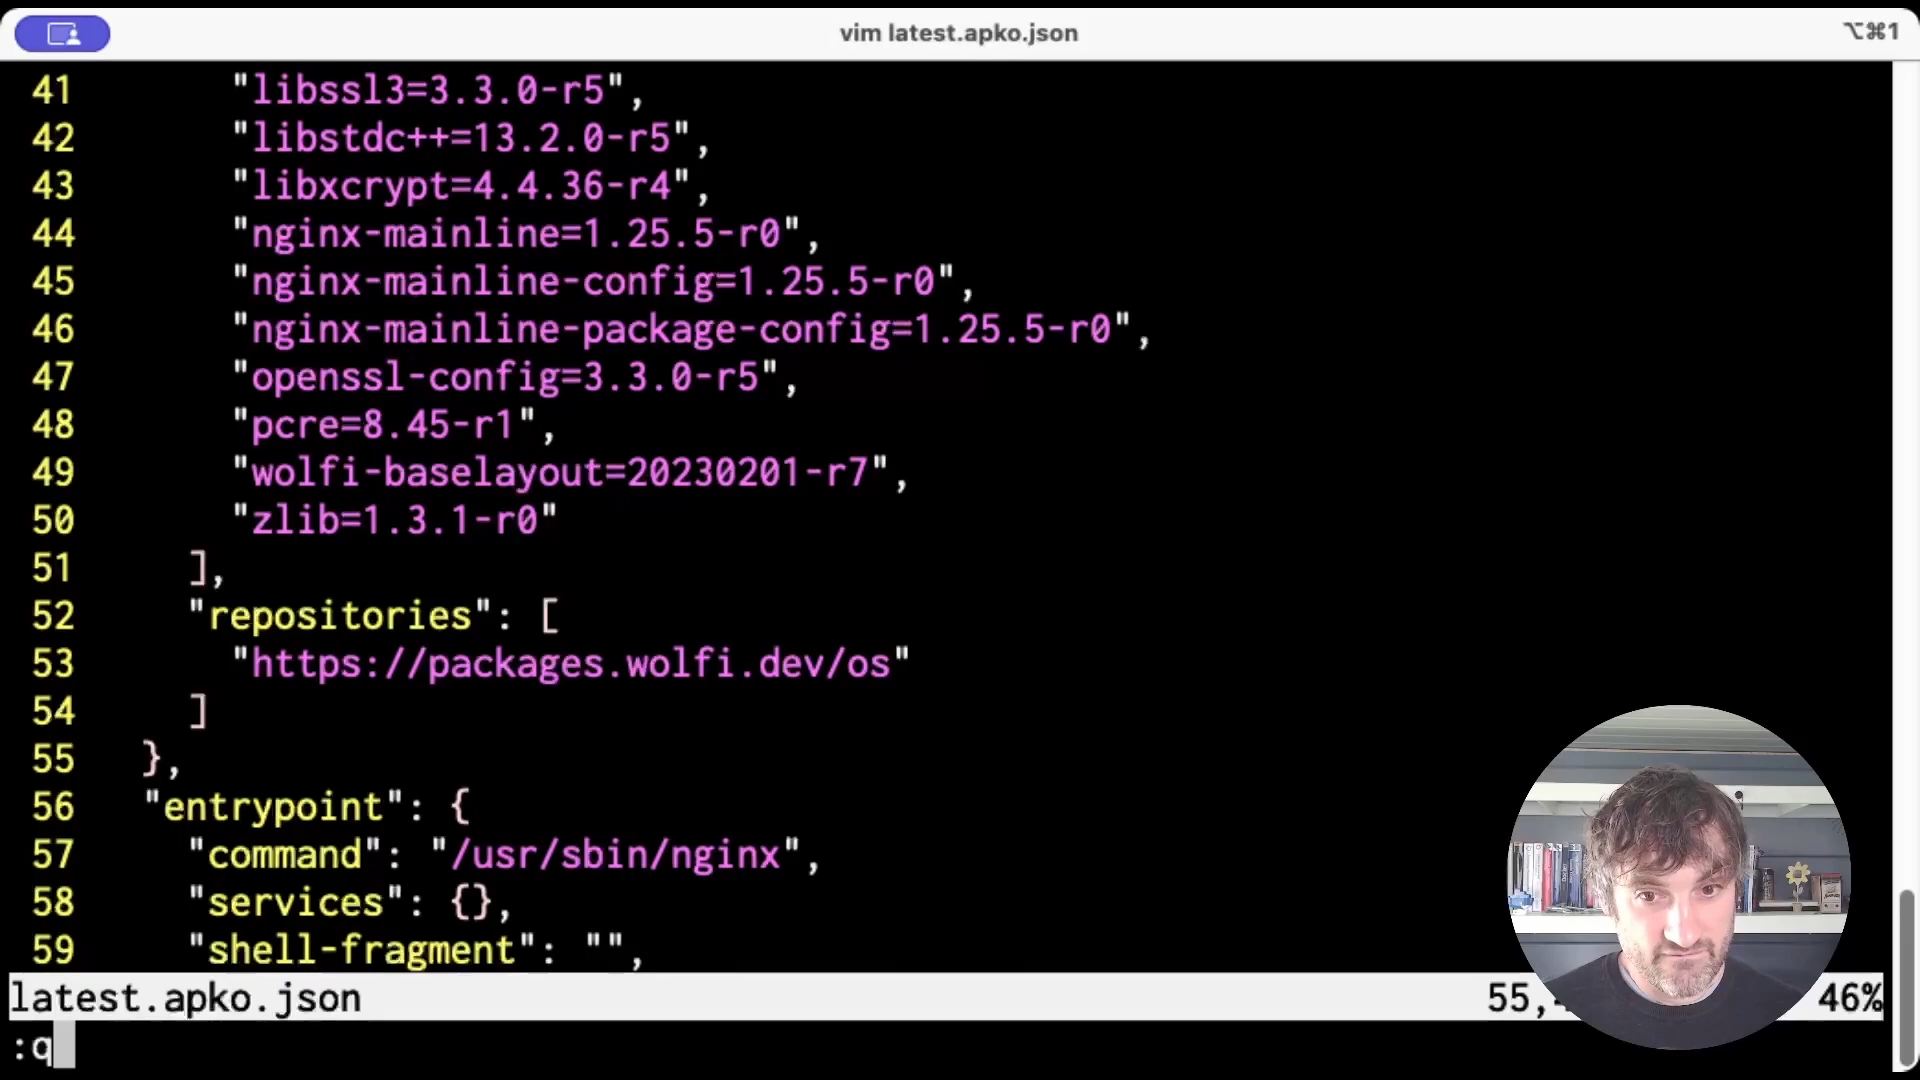 vim latest.apko.json
⌥⌘1
41 "libssl3=3.3.0-r5",
42 "libstdc++=13.2.0-r5",
43 "libxcrypt=4.4.36-r4",
44 "nginx-mainline=1.25.5-r0",
45 "nginx-mainline-config=1.25.5-r0",
46 "nginx-mainline-package-config=1.25.5-r0",
47 "openssl-config=3.3.0-r5",
48 "pcre=8.45-r1",
49 "wolfi-baselayout=20230201-r7",
50 "zlib=1.3.1-r0"
51 ],
52 "repositories": [
53 "https://packages.wolfi.dev/os"
54 ]
55 },
56 "entrypoint": {
57 "command": "/usr/sbin/nginx",
58 "services": {},
59 "shell-fragment": "",
latest.apko.json 55, 46%
:q